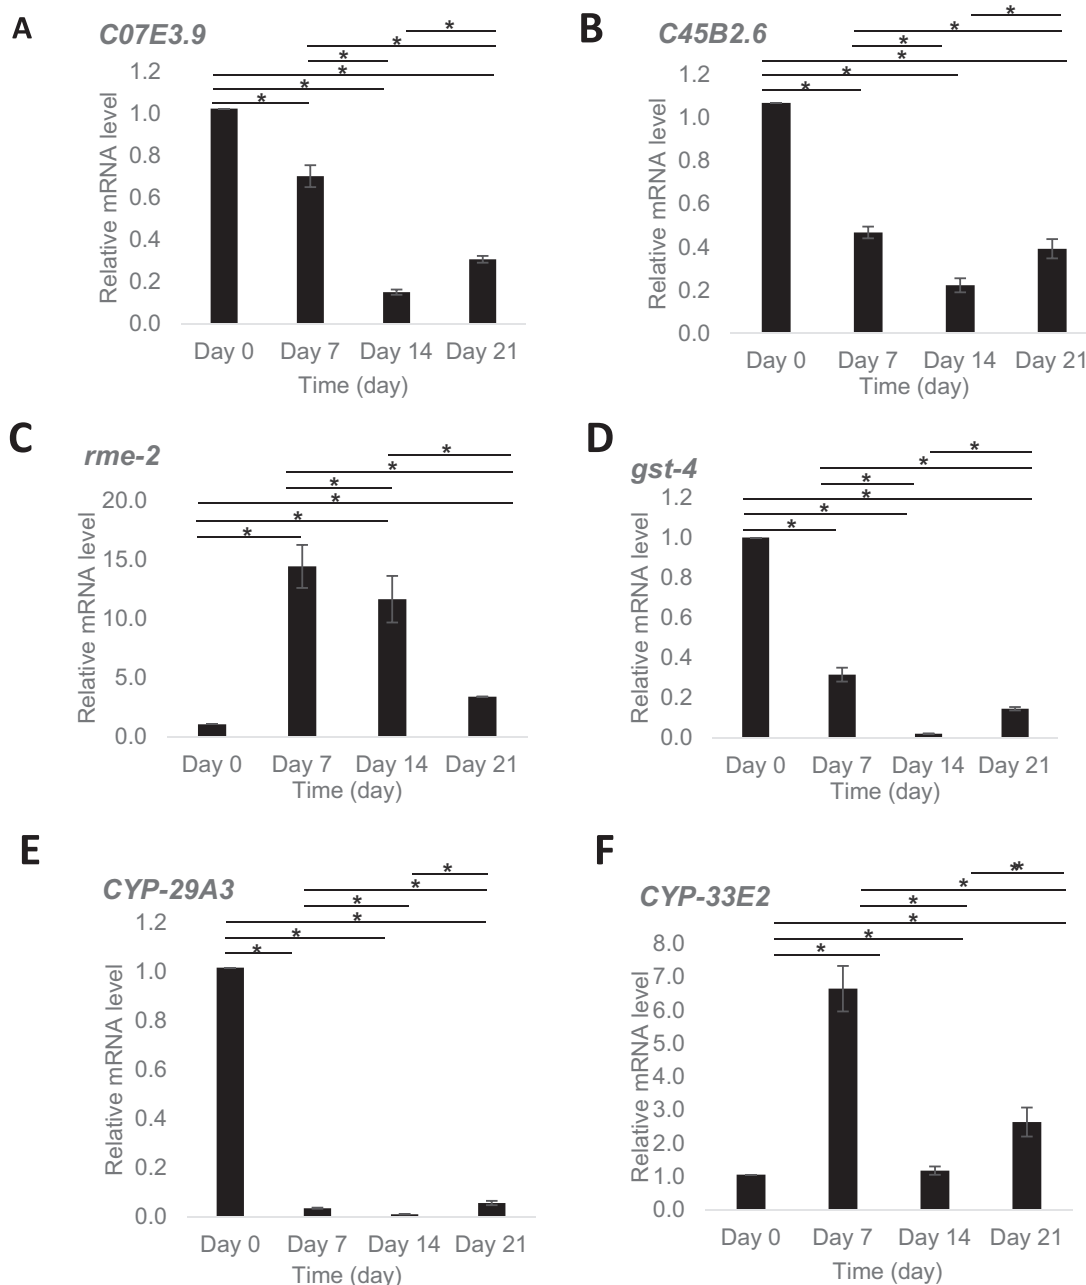 A
C07E3.9
*
*
*
*
*
*
1.2
1.0
0.8
0.6
0.4
0.2
0.0
Relative mRNA level
Day 0 Day 7 Day 14 Day 21
Time (day)
B
C45B2.6
*
*
*
*
*
*
1.2
1.0
0.8
0.6
0.4
0.2
0.0
Relative mRNA level
Day 0 Day 7 Day 14 Day 21
Time (day)
C
rme-2
*
*
*
*
*
*
20.0
15.0
10.0
5.0
0.0
Relative mRNA level
Day 0 Day 7 Day 14 Day 21
Time (day)
D
gst-4
*
*
*
*
*
*
1.2
1.0
0.8
0.6
0.4
0.2
0.0
Relative mRNA level
Day 0 Day 7 Day 14 Day 21
Time (day)
E
CYP-29A3
*
*
*
*
*
*
1.2
1.0
0.8
0.6
0.4
0.2
0.0
Relative mRNA level
Day 0 Day 7 Day 14 Day 21
Time (day)
F
CYP-33E2
**
*
*
*
*
*
8.0
7.0
6.0
5.0
4.0
3.0
2.0
1.0
0.0
Relative mRNA level
Day 0 Day 7 Day 14 Day 21
Time (day)